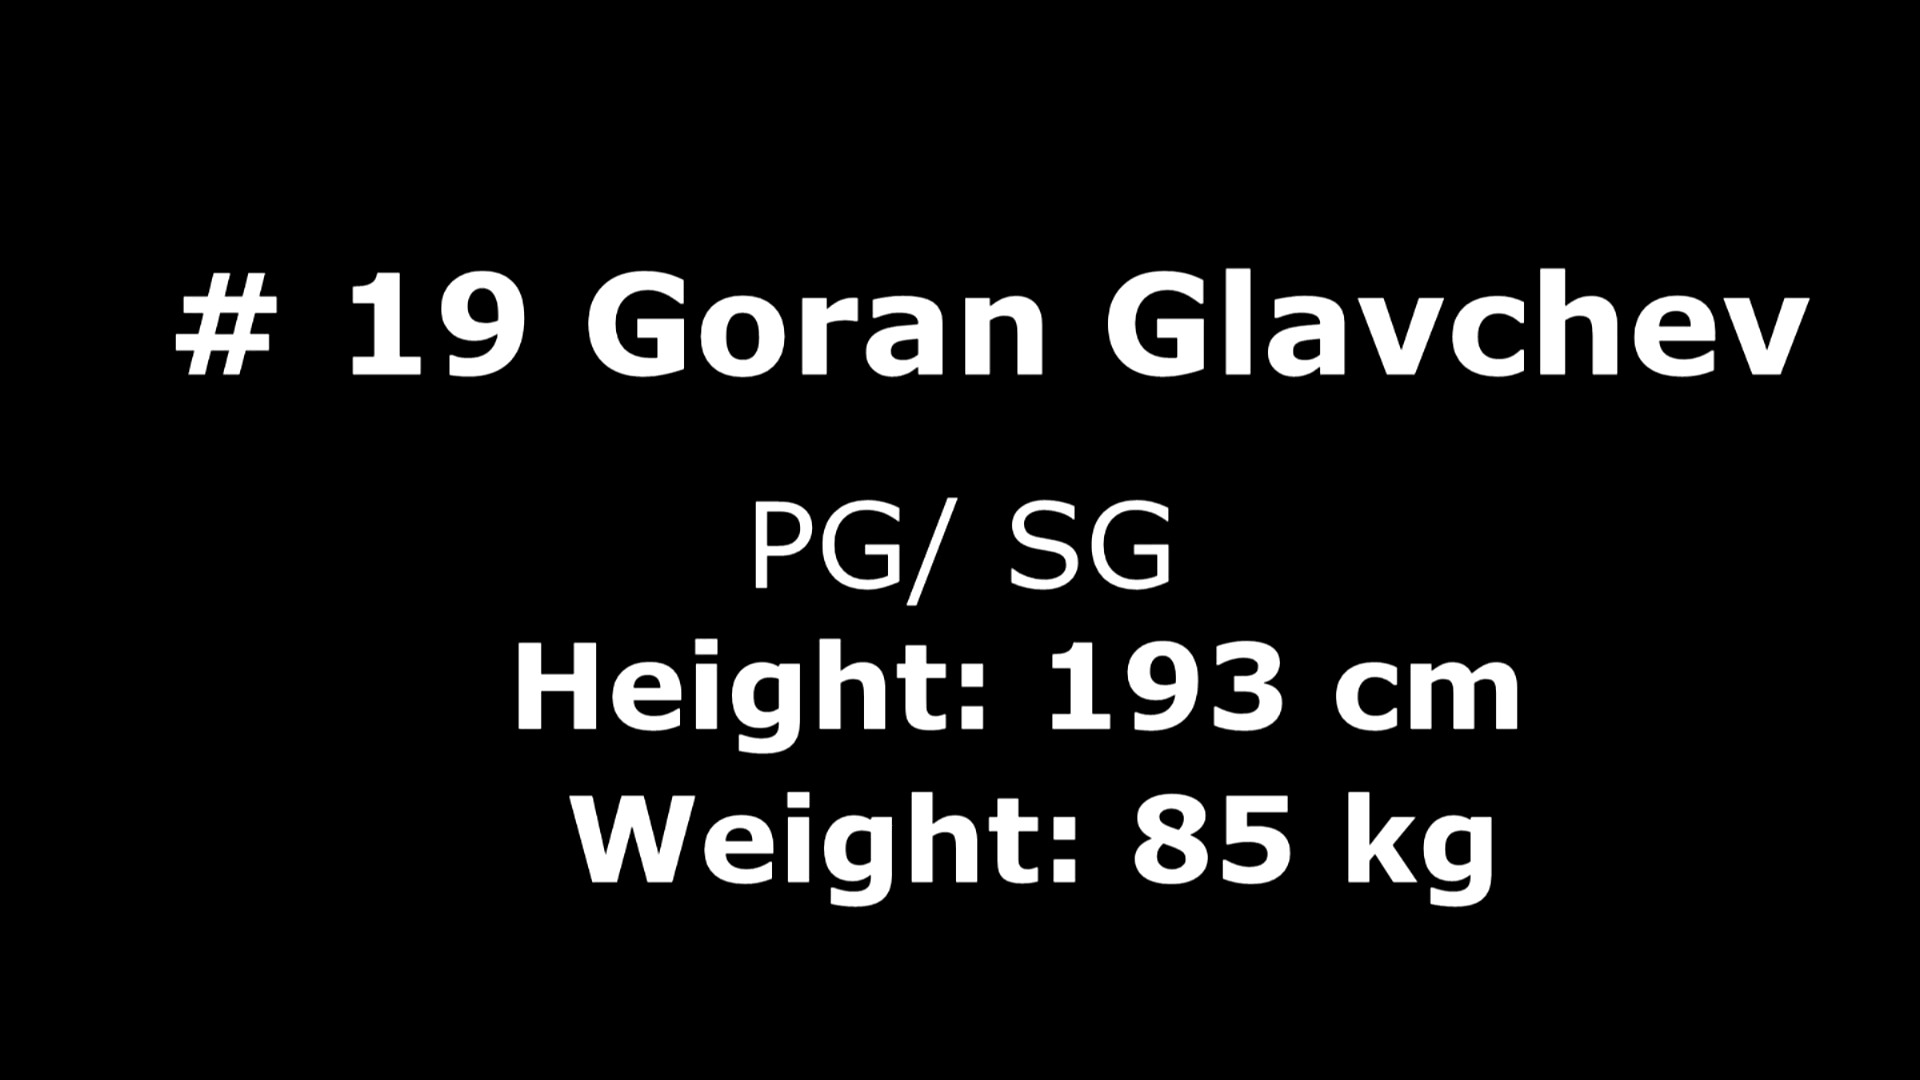 # 19 Goran Glavchev
PG/ SG
Height: 193 cm
Weight: 85 kg